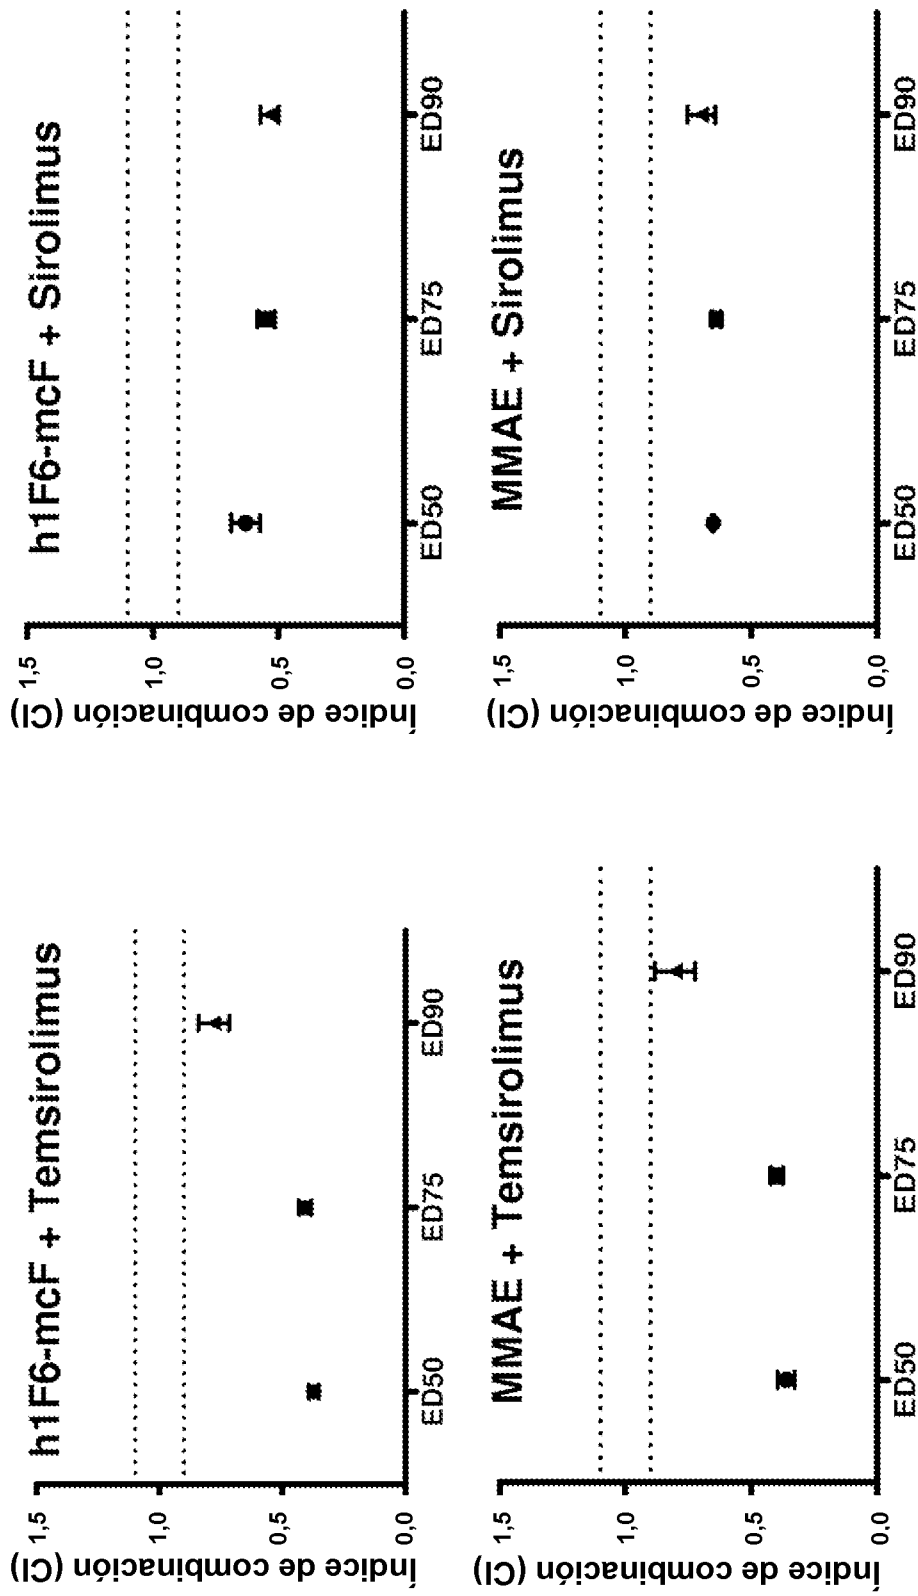 h1F6-mcF + Temsirolimus
Índice de combinación (CI)
1,5
1,0
0,5
0,0
ED50 ED75 ED90
h1F6-mcF + Sirolimus
Índice de combinación (CI)
1,5
1,0
0,5
0,0
ED50 ED75 ED90
MMAE + Temsirolimus
Índice de combinación (CI)
1,5
1,0
0,5
0,0
ED50 ED75 ED90
MMAE + Sirolimus
Índice de combinación (CI)
1,5
1,0
0,5
0,0
ED50 ED75 ED90